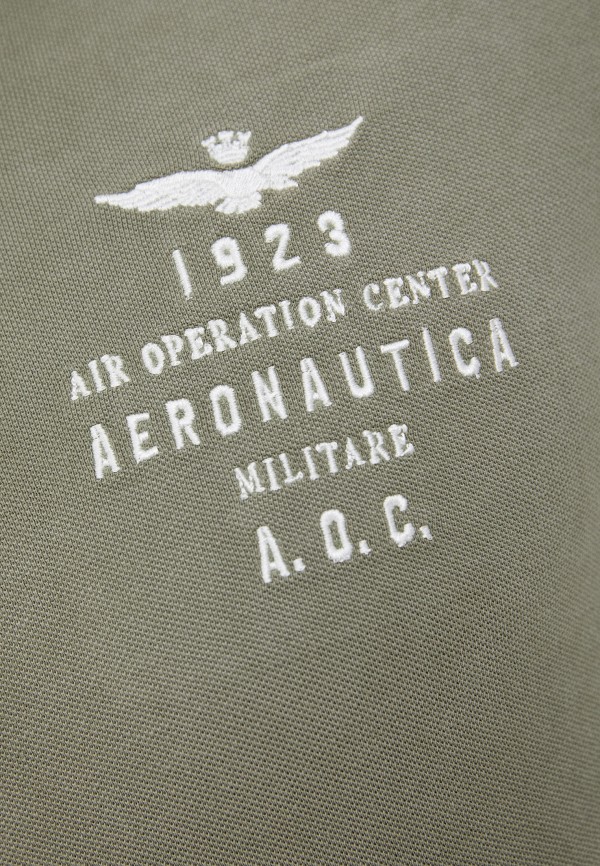 1923
AIR OPERATION CENTER
AERONAUTICA
MILITARE
A.O.C.